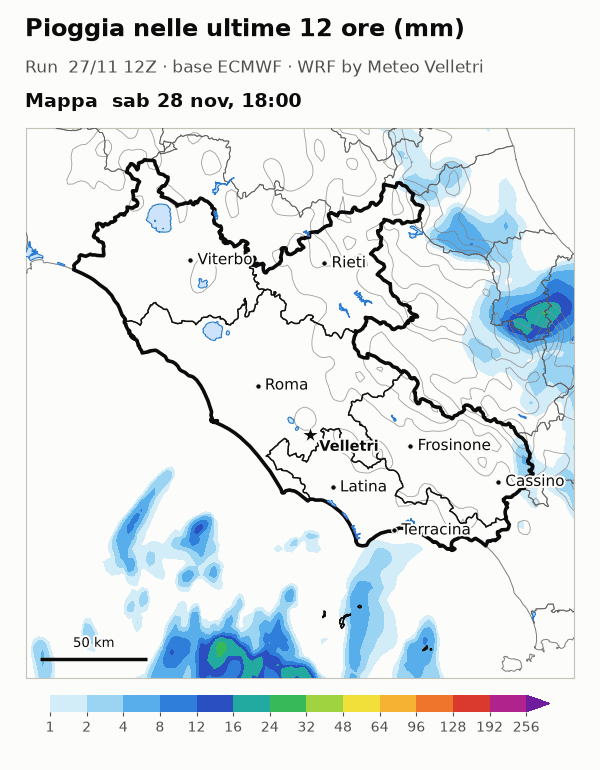 Pioggia nelle ultime 12 ore (mm)
Run  27/11 12Z · base ECMWF · WRF by Meteo Velletri
Mappa  sab 28 nov, 18:00
Viterbo
Rieti
Roma
Velletri
Frosinone
Latina
Cassino
Terracina
50 km
1 2 4 8 12 16 24 32 48 64 96 128 192 256